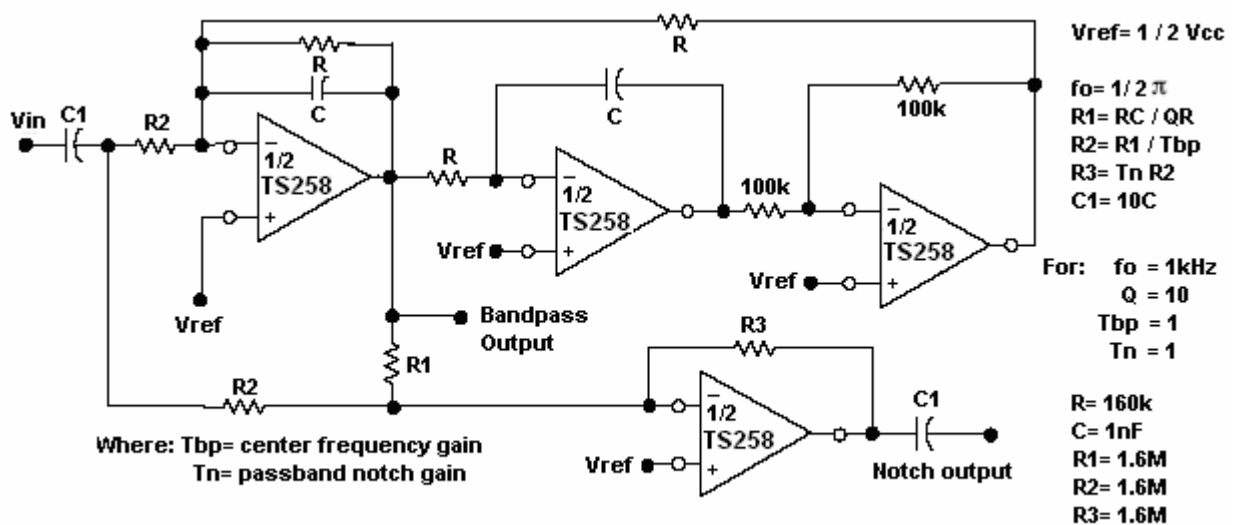 R
Vref= 1 / 2 Vcc
R
C
C1
Vin
R2
1/2
TS258
Vref
R
C
1/2
TS258
Vref
100k
100k
1/2
TS258
Vref
fo= 1/ 2 π
R1= RC / QR
R2= R1 / Tbp
R3= Tn R2
C1= 10C
For: fo = 1kHz
Q = 10
Tbp = 1
Tn = 1
Bandpass
Output
R1
R2
R3
1/2
TS258
Vref
C1
Notch output
Where: Tbp= center frequency gain
Tn= passband notch gain
R= 160k
C= 1nF
R1= 1.6M
R2= 1.6M
R3= 1.6M